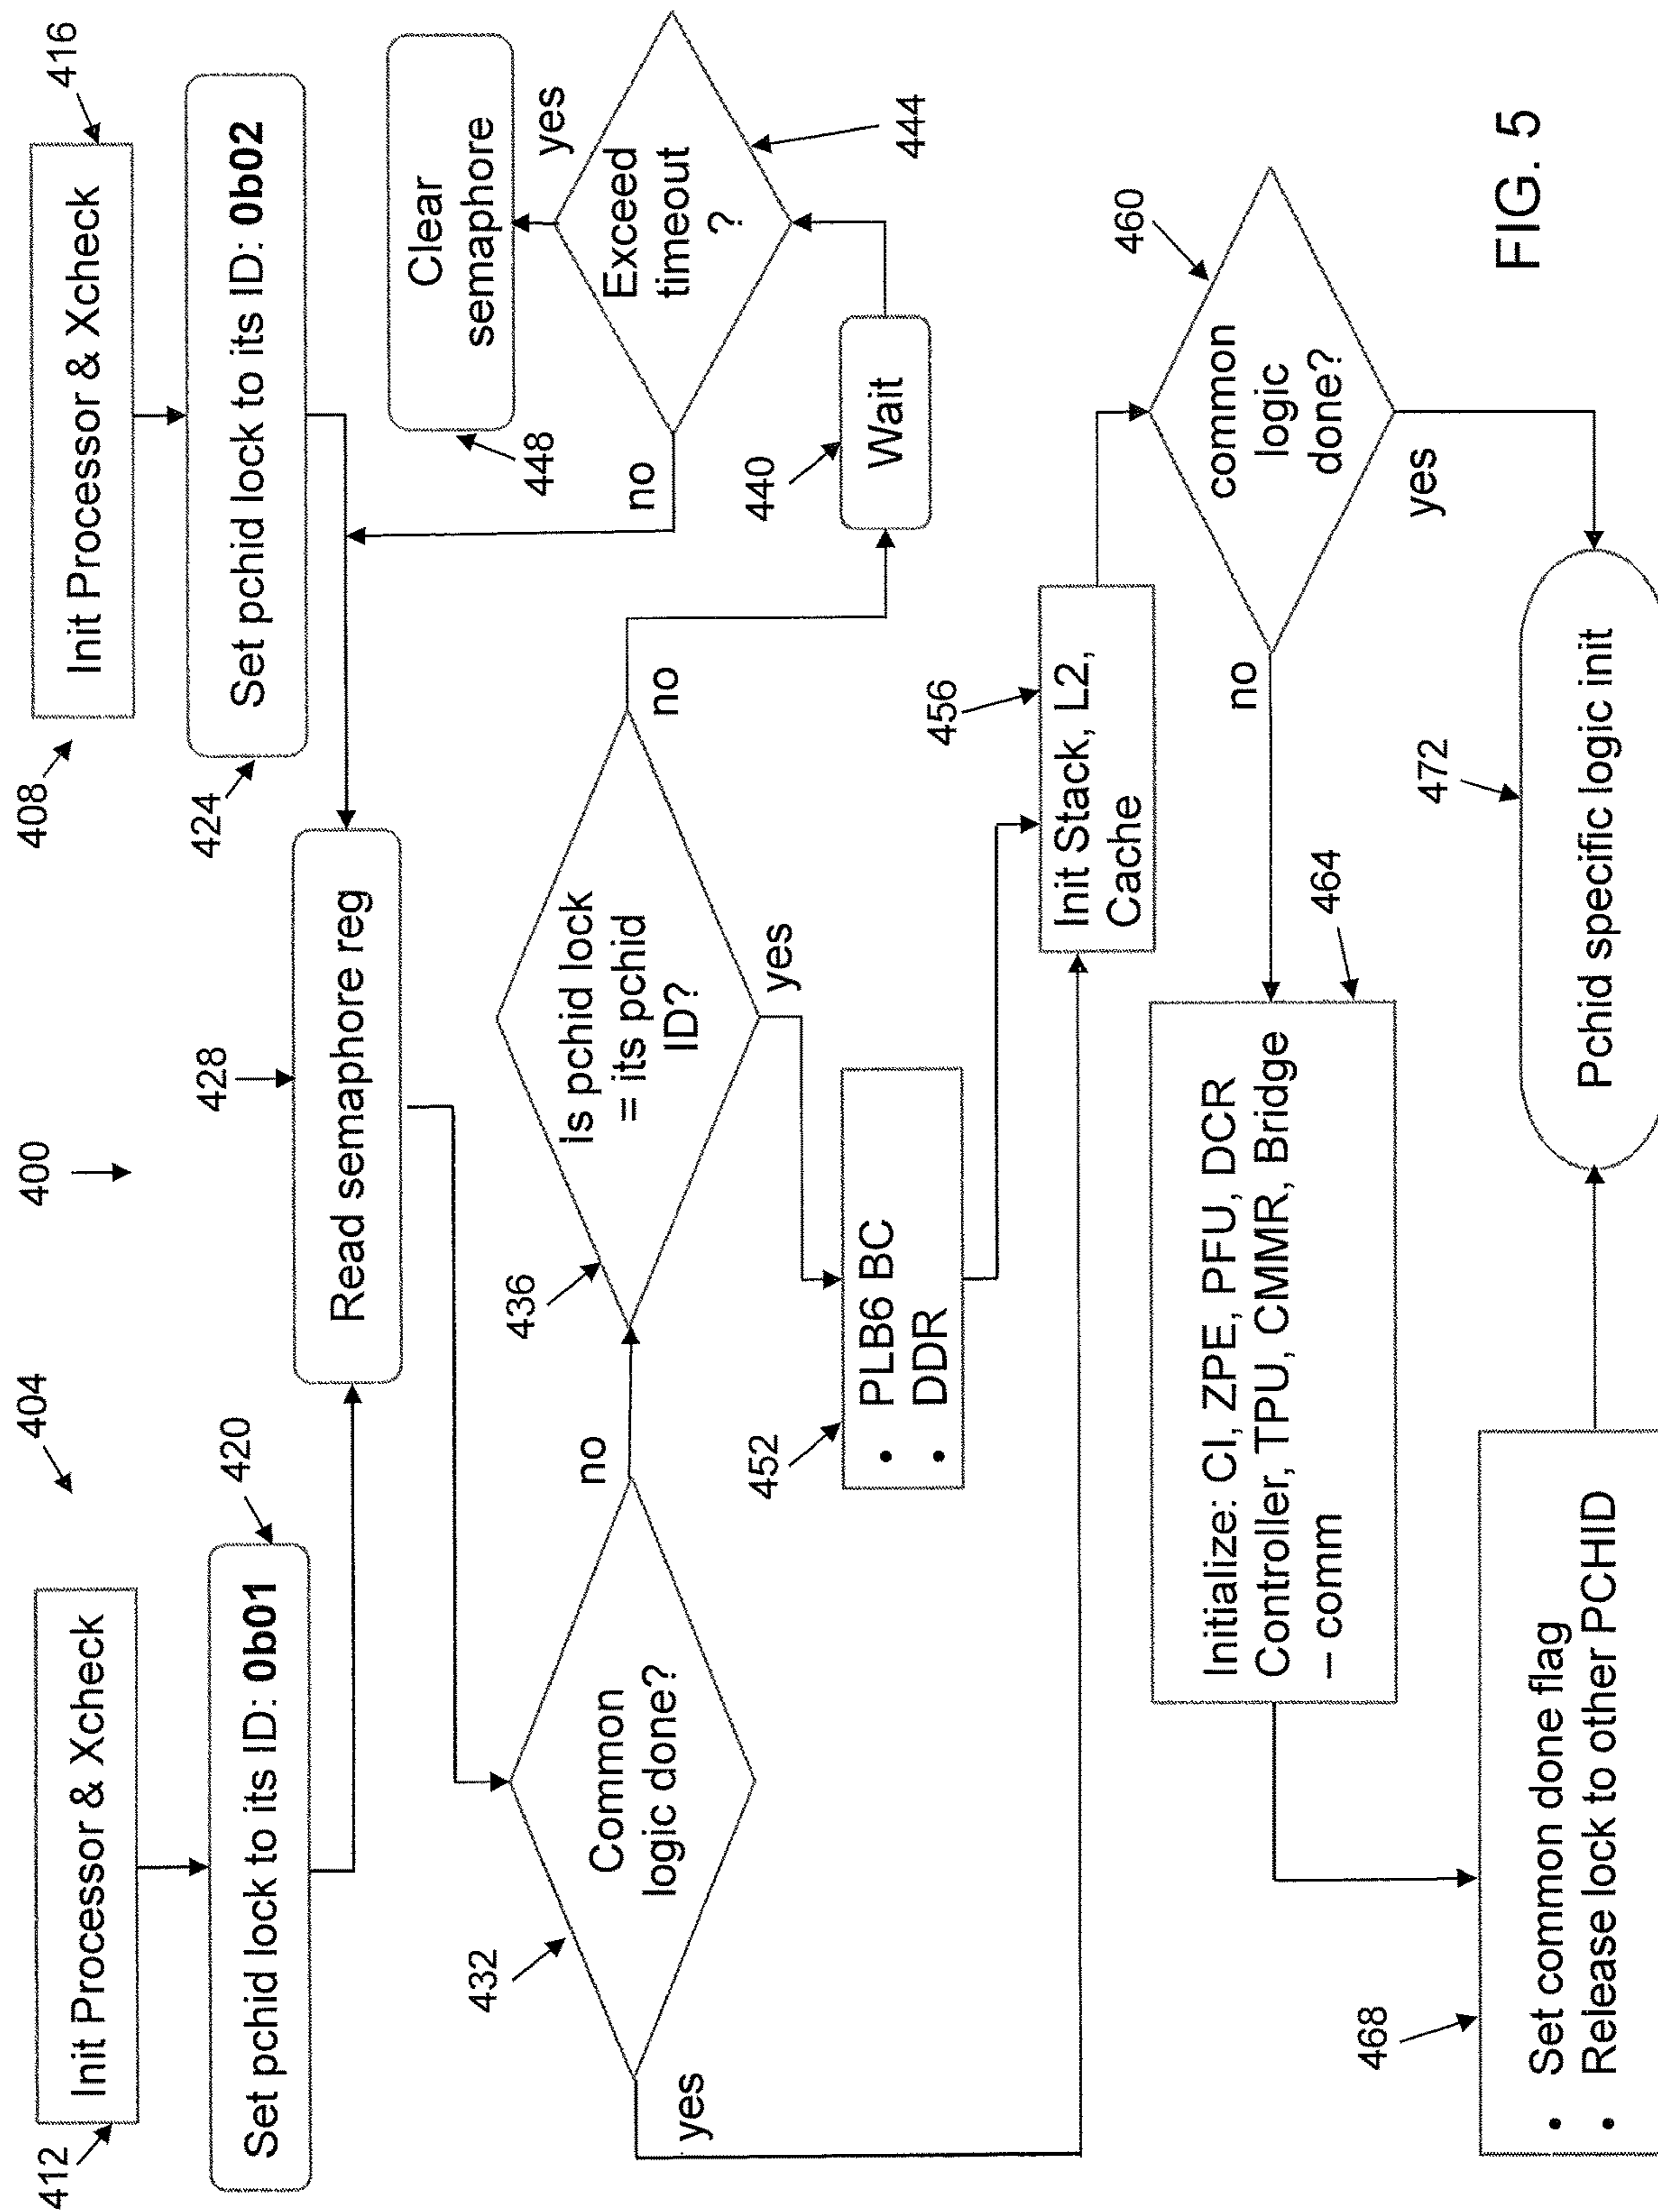 400
404
408
412
Init Processor & Xcheck
Init Processor & Xcheck
416
420
Set pchid lock to its ID: 0b01
424
Set pchid lock to its ID: 0b02
428
Read semaphore reg
432
Common
logic done?
no
yes
436
is pchid lock
= its pchid
ID?
no
yes
440
Wait
444
Exceed
timeout
?
yes
no
448
Clear
semaphore
452
• PLB6 BC
• DDR
456
Init Stack, L2,
Cache
460
common
logic
done?
no
yes
464
Initialize: CI, ZPE, PFU, DCR
Controller, TPU, CMMR, Bridge
– comm
468
• Set common done flag
• Release lock to other PCHID
472
Pchid specific logic init
FIG. 5